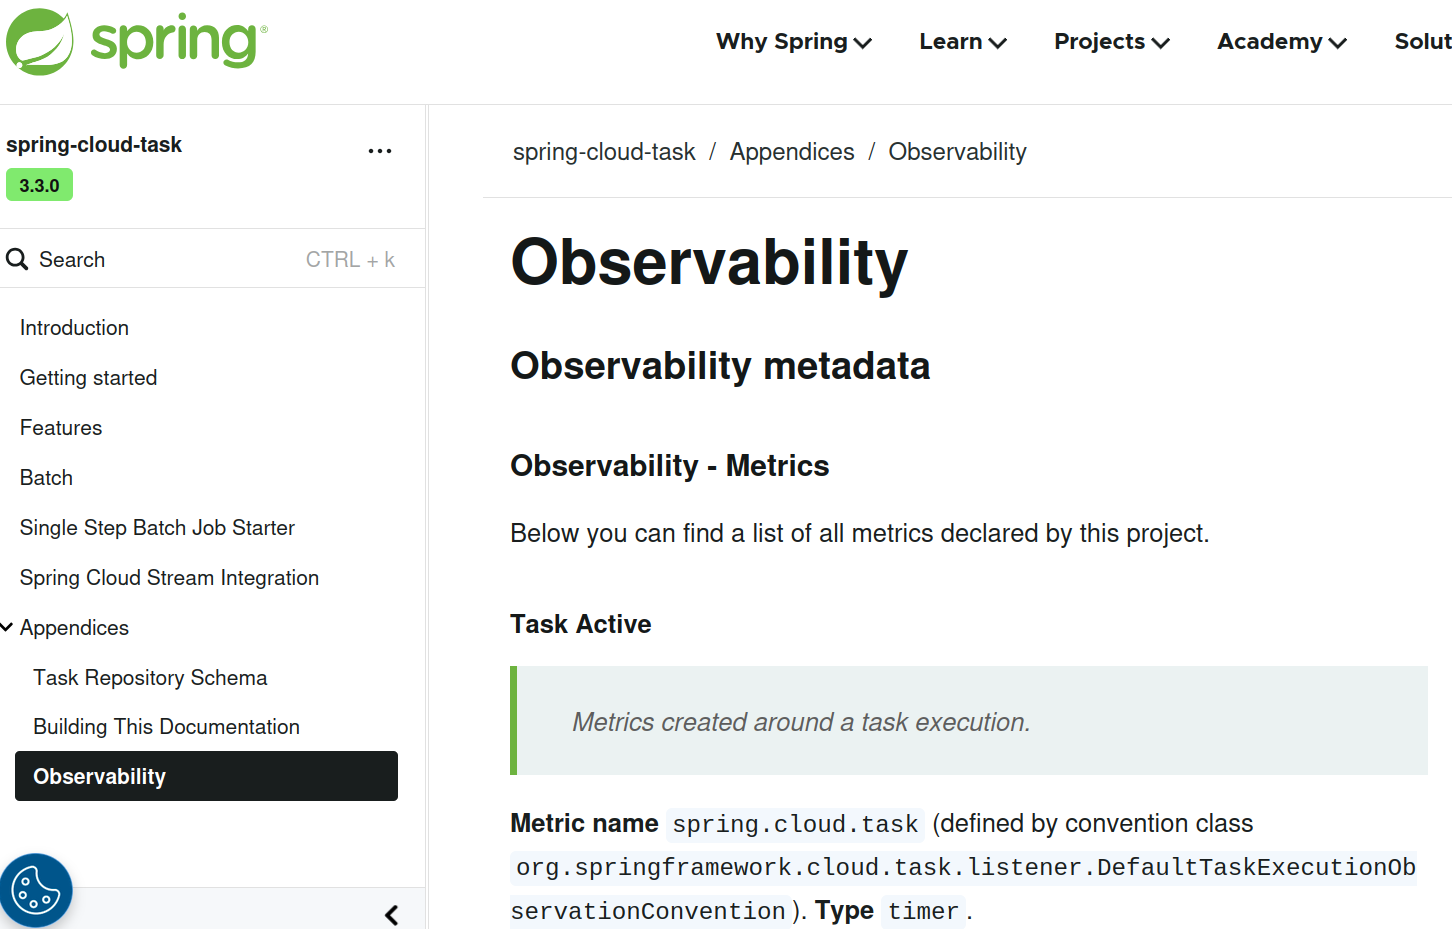 spring®
Why Spring
Learn
Projects
Academy
Solut
spring-cloud-task
...
3.3.0
Search
CTRL + k
Introduction
Getting started
Features
Batch
Single Step Batch Job Starter
Spring Cloud Stream Integration
Appendices
Task Repository Schema
Building This Documentation
Observability
spring-cloud-task / Appendices / Observability
Observability
Observability metadata
Observability - Metrics
Below you can find a list of all metrics declared by this project.
Task Active
Metrics created around a task execution.
Metric name spring.cloud.task (defined by convention class
org.springframework.cloud.task.listener.DefaultTaskExecutionOb
servationConvention). Type timer.